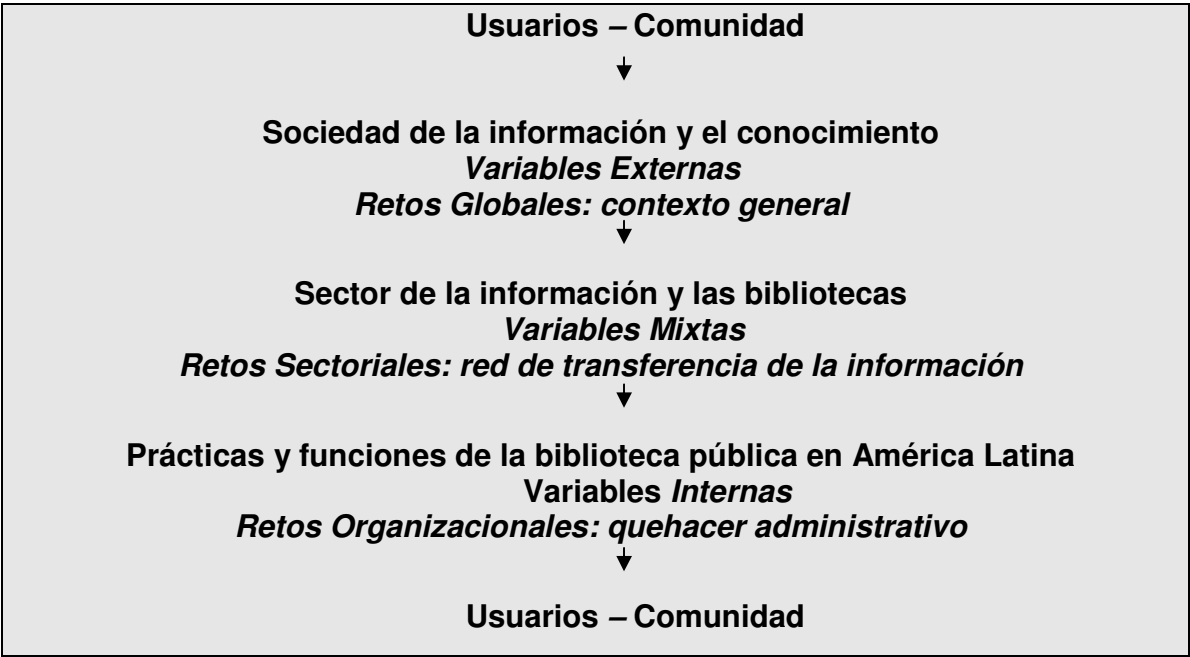 Usuarios – Comunidad
Sociedad de la información y el conocimiento
Variables Externas
Retos Globales: contexto general
Sector de la información y las bibliotecas
Variables Mixtas
Retos Sectoriales: red de transferencia de la información
Prácticas y funciones de la biblioteca pública en América Latina
Variables Internas
Retos Organizacionales: quehacer administrativo
Usuarios – Comunidad